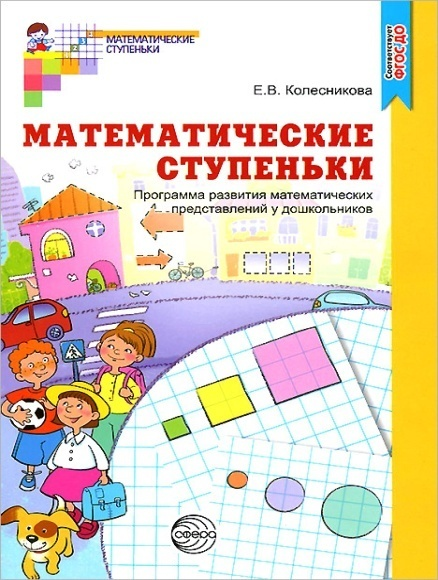 МАТЕМАТИЧЕСКИЕ
СТУПЕНЬКИ
Соответствует
ФГОС ДО
Е.В. Колесникова
МАТЕМАТИЧЕСКИЕ
СТУПЕНЬКИ
Программа развития математических
представлений у дошкольников
сфера